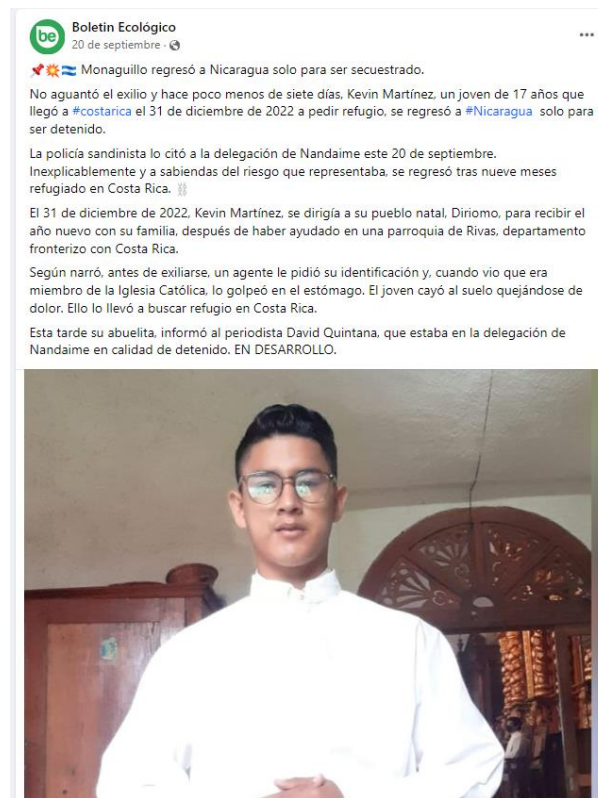 be
Boletin Ecológico
20 de septiembre ·
Monaguillo regresó a Nicaragua solo para ser secuestrado.
No aguantó el exilio y hace poco menos de siete días, Kevin Martínez, un joven de 17 años que
llegó a #costarica el 31 de diciembre de 2022 a pedir refugio, se regresó a #Nicaragua solo para
ser detenido.
La policía sandinista lo citó a la delegación de Nandaime este 20 de septiembre.
Inexplicablemente y a sabiendas del riesgo que representaba, se regresó tras nueve meses
refugiado en Costa Rica.
El 31 de diciembre de 2022, Kevin Martínez, se dirigía a su pueblo natal, Diriomo, para recibir el
año nuevo con su familia, después de haber ayudado en una parroquia de Rivas, departamento
fronterizo con Costa Rica.
Según narró, antes de exiliarse, un agente le pidió su identificación y, cuando vio que era
miembro de la Iglesia Católica, lo golpeó en el estómago. El joven cayó al suelo quejándose de
dolor. Ello lo llevó a buscar refugio en Costa Rica.
Esta tarde su abuelita, informó al periodista David Quintana, que estaba en la delegación de
Nandaime en calidad de detenido. EN DESARROLLO.